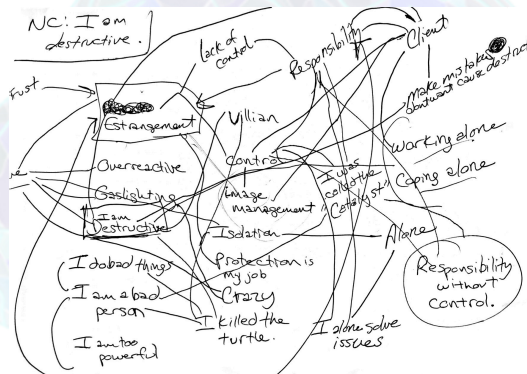 NC: I am
destructive.
lack of
control
Responsibility
Client
make mistakes
Estrangement
Villian
Working alone
Overreactive
Control
I was
called the
"Catalyst"
Coping alone
Gaslighting
image
management
I am
Destructive
Isolation
Alone
protection is
my job
I do bad things
Crazy
I am a bad
person
I killed the
turtle.
I alone solve
issues
Responsibility
without
control.
I am too
powerful